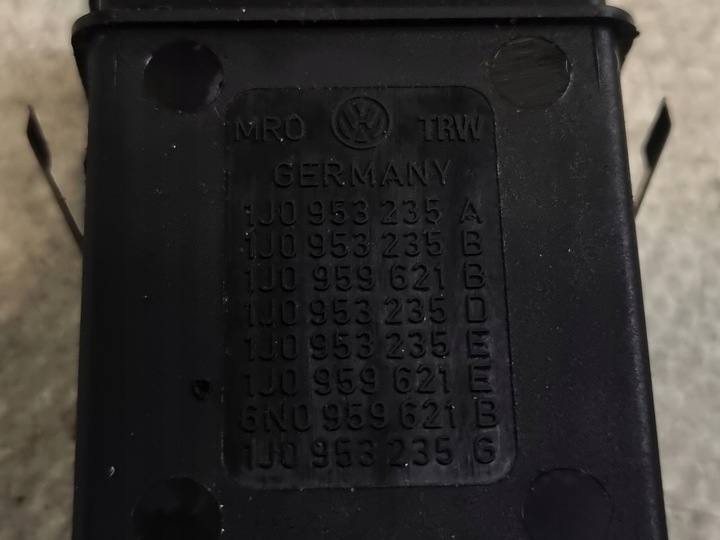 MRO VW TRW
GERMANY
1J0 953 235 A
1J0 953 235 B
1J0 959 621 B
1J0 953 235 D
1J0 953 235 E
1J0 959 621 E
6N0 959 621 B
1J0 953 235 G